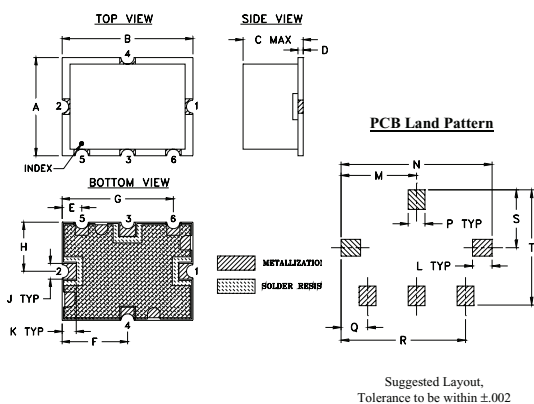 TOP VIEW
SIDE VIEW
B
C MAX
D
4
A
2
1
INDEX
5
3
6
PCB Land Pattern
BOTTOM VIEW
G
E
5
3
6
H
2
1
J TYP
K TYP
4
F
METALLIZATION
SOLDER RESIS
N
M
P TYP
S
T
L TYP
Q
R
Suggested Layout,
Tolerance to be within ±.002